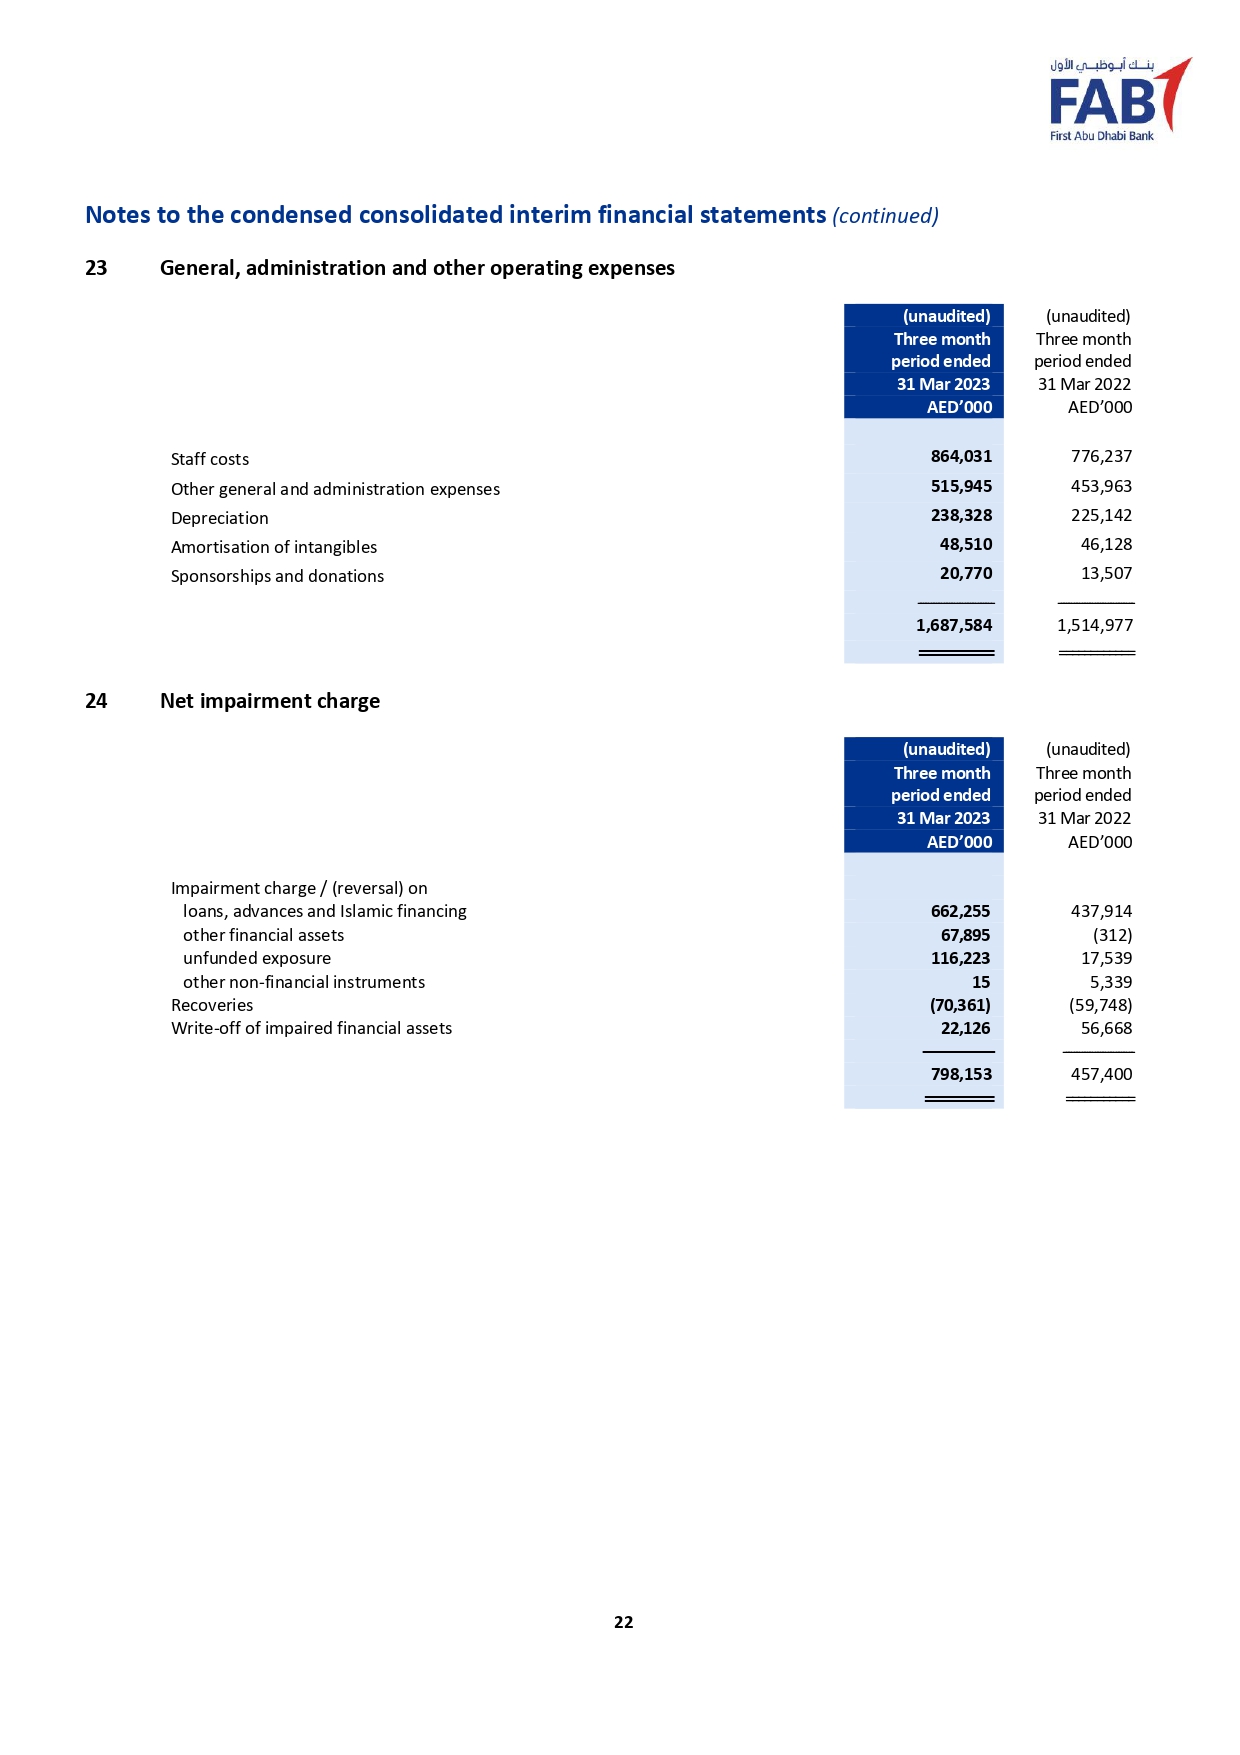 بنك أبوظبي الأول
FAB
First Abu Dhabi Bank
Notes to the condensed consolidated interim financial statements (continued)
23 General, administration and other operating expenses
(unaudited) (unaudited)
Three month Three month
period ended period ended
31 Mar 2023 31 Mar 2022
AED’000 AED’000
Staff costs 864,031 776,237
Other general and administration expenses 515,945 453,963
Depreciation 238,328 225,142
Amortisation of intangibles 48,510 46,128
Sponsorships and donations 20,770 13,507
1,687,584 1,514,977
24 Net impairment charge
(unaudited) (unaudited)
Three month Three month
period ended period ended
31 Mar 2023 31 Mar 2022
AED’000 AED’000
Impairment charge / (reversal) on
loans, advances and Islamic financing 662,255 437,914
other financial assets 67,895 (312)
unfunded exposure 116,223 17,539
other non-financial instruments 15 5,339
Recoveries (70,361) (59,748)
Write-off of impaired financial assets 22,126 56,668
798,153 457,400
22